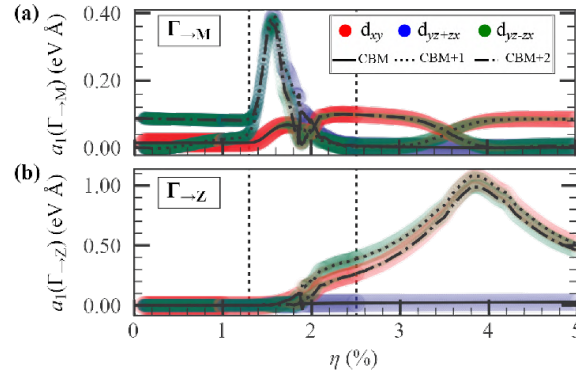 (a)
Γ→M
d_xy d_yz+zx d_yz-zx
CBM CBM+1 CBM+2
a₁(Γ→M) (eV Å)
0.40
0.20
0.00
(b)
Γ→Z
a₁(Γ→Z) (eV Å)
1.00
0.50
0.00
0 1 2 3 4 5
η (%)